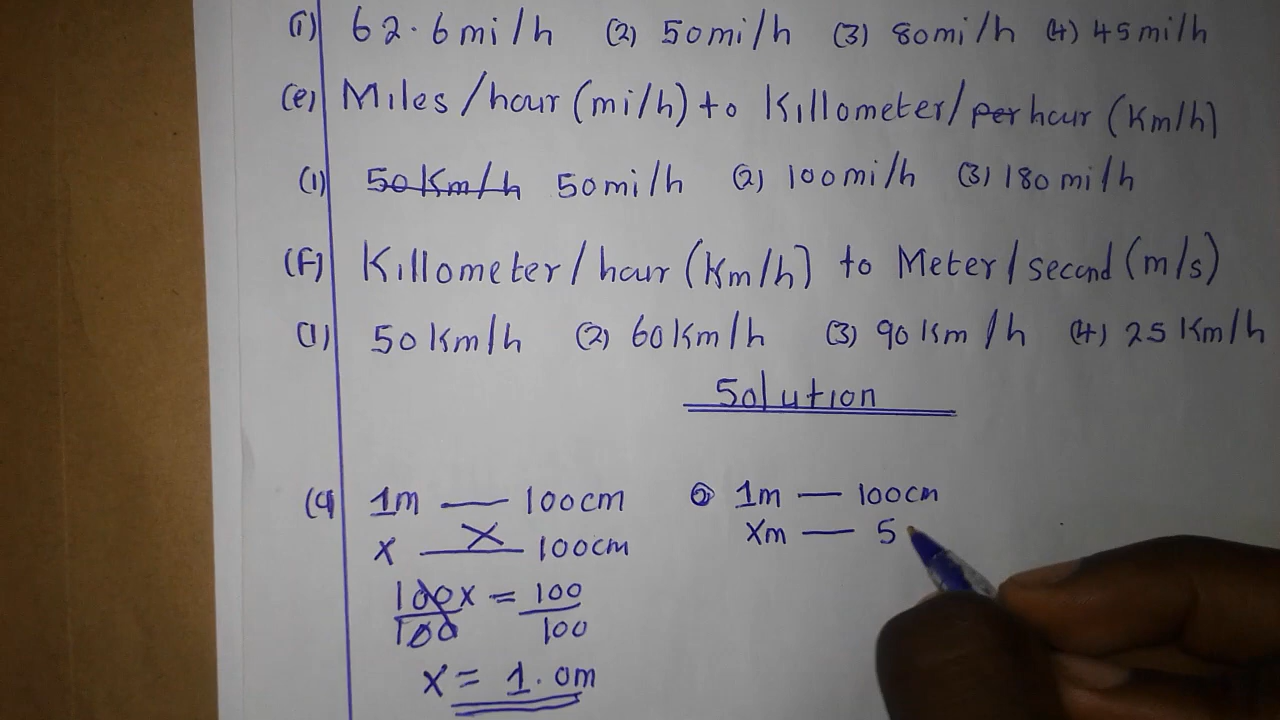 (i) 62.6mi/h (2) 50mi/h (3) 80mi/h (4) 45mi/h
(e) Miles/hour (mi/h) to Killometer/per hour (Km/h)
(1) 50Km/h 50mi/h (2) 100mi/h (3) 180mi/h
(F) Killometer/hour (Km/h) to Meter/second (m/s)
(1) 50Km/h (2) 60Km/h (3) 90Km/h (4) 25Km/h
Solution
1m — 100cm
x — 100cm
100x/100 = 100/100
x = 1.0m
② 1m — 100cm
Xm — 5